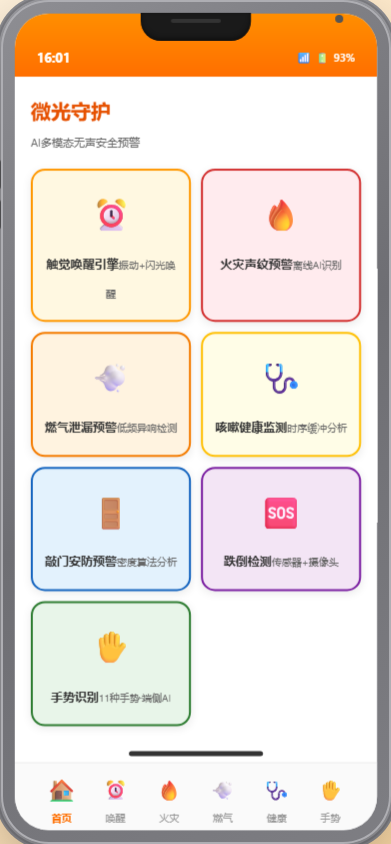 16:01
93%
微光守护
AI多模态无声安全预警
触觉唤醒引擎振动+闪光唤
醒
火灾声纹预警离线AI识别
燃气泄漏预警低频异响检测
咳嗽健康监测时序缓冲分析
敲门安防预警密度算法分析
SOS
跌倒检测传感器+摄像头
手势识别11种手势·端侧AI
首页 唤醒 火灾 燃气 健康 手势